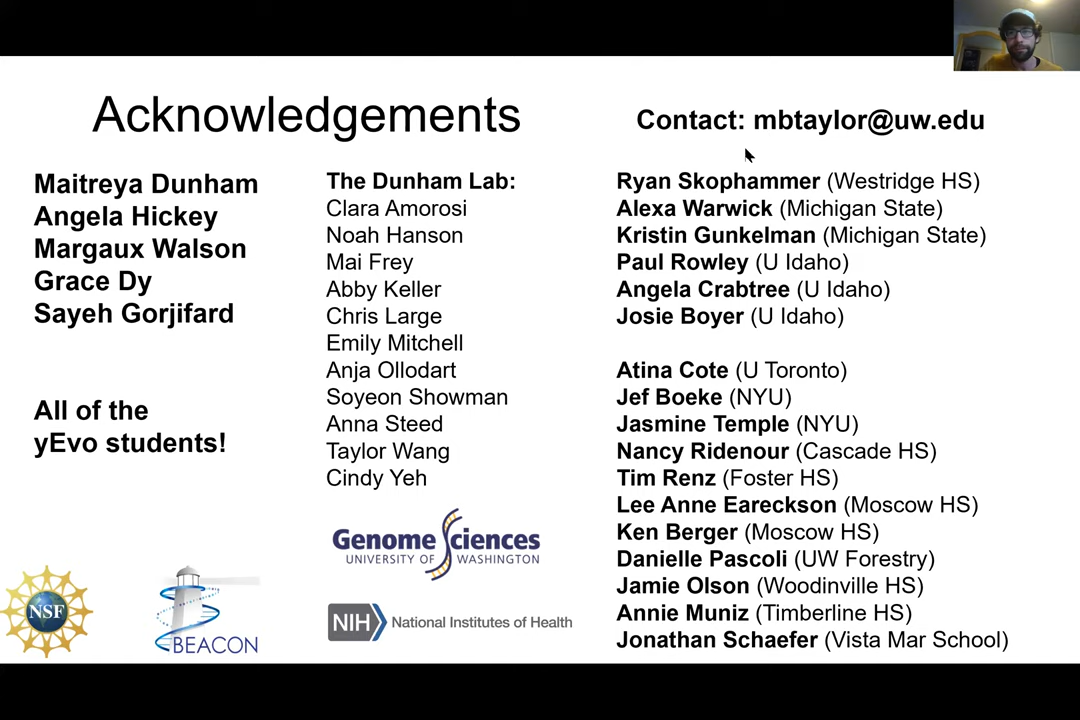 Acknowledgements
Contact: mbtaylor@uw.edu
Maitreya Dunham
Angela Hickey
Margaux Walson
Grace Dy
Sayeh Gorjifard
All of the
yEvo students!
The Dunham Lab:
Clara Amorosi
Noah Hanson
Mai Frey
Abby Keller
Chris Large
Emily Mitchell
Anja Ollodart
Soyeon Showman
Anna Steed
Taylor Wang
Cindy Yeh
Ryan Skophammer (Westridge HS)
Alexa Warwick (Michigan State)
Kristin Gunkelman (Michigan State)
Paul Rowley (U Idaho)
Angela Crabtree (U Idaho)
Josie Boyer (U Idaho)
Atina Cote (U Toronto)
Jef Boeke (NYU)
Jasmine Temple (NYU)
Nancy Ridenour (Cascade HS)
Tim Renz (Foster HS)
Lee Anne Eareckson (Moscow HS)
Ken Berger (Moscow HS)
Danielle Pascoli (UW Forestry)
Jamie Olson (Woodinville HS)
Annie Muniz (Timberline HS)
Jonathan Schaefer (Vista Mar School)
NSF
BEACON
Genome Sciences
UNIVERSITY OF WASHINGTON
NIH National Institutes of Health